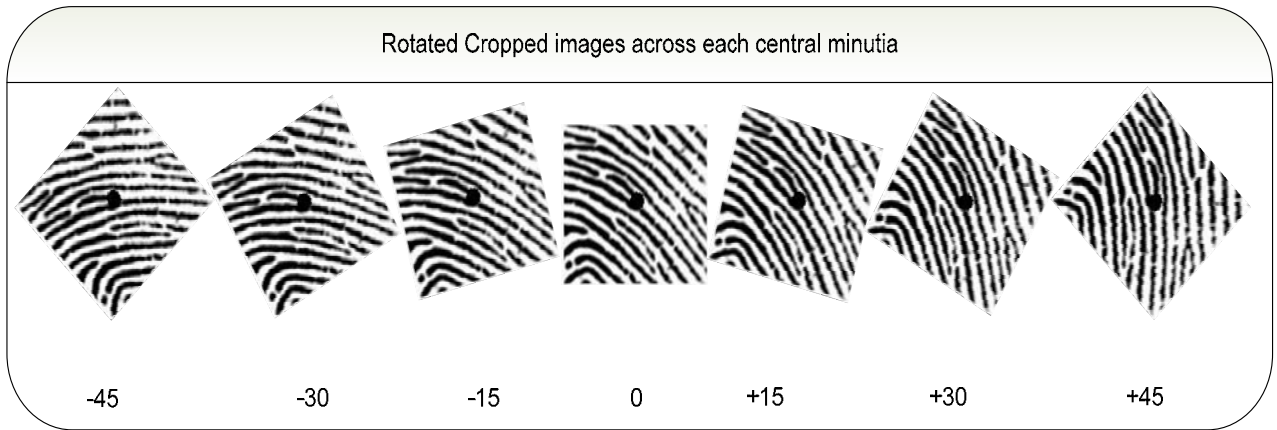 Rotated Cropped images across each central minutia
-45 -30 -15 0 +15 +30 +45